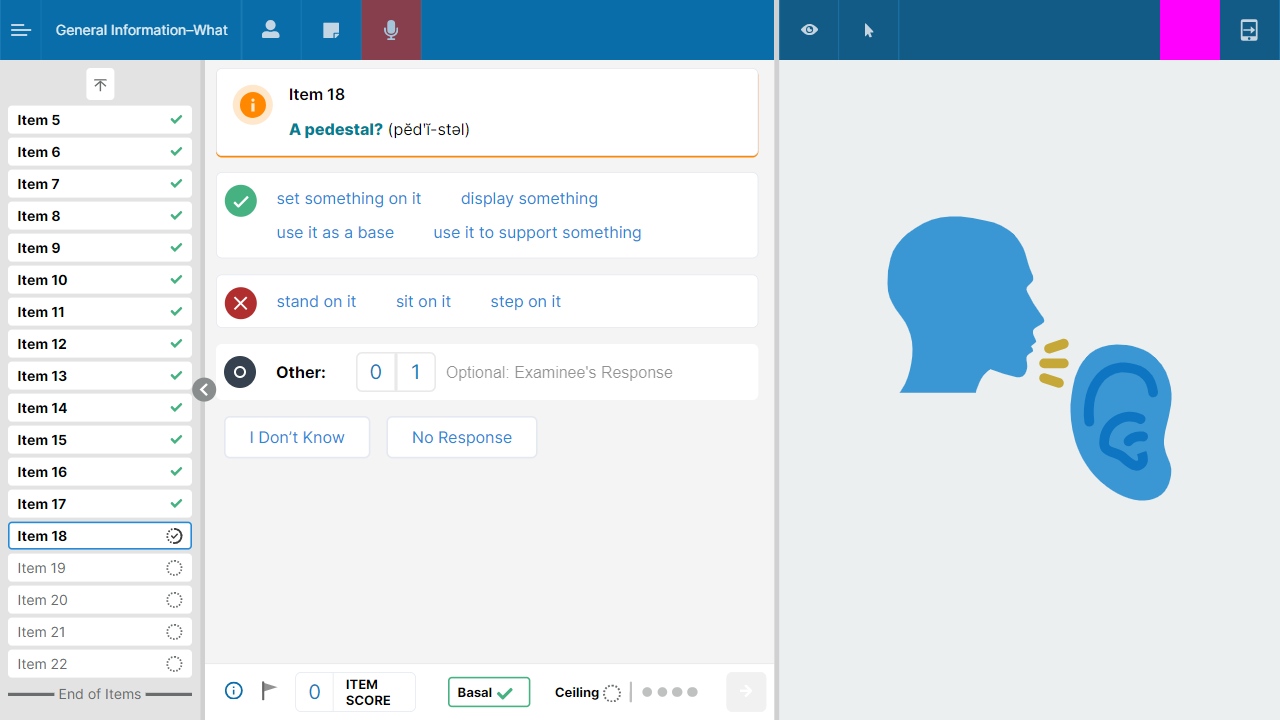 General Information–What
Item 5
Item 6
Item 7
Item 8
Item 9
Item 10
Item 11
Item 12
Item 13
Item 14
Item 15
Item 16
Item 17
Item 18
Item 19
Item 20
Item 21
Item 22
End of Items
Item 18
A pedestal? (pĕd'ĭ-stəl)
set something on it display something
use it as a base use it to support something
stand on it sit on it step on it
Other: 0 1 Optional: Examinee's Response
I Don’t Know No Response
0 ITEM SCORE Basal Ceiling